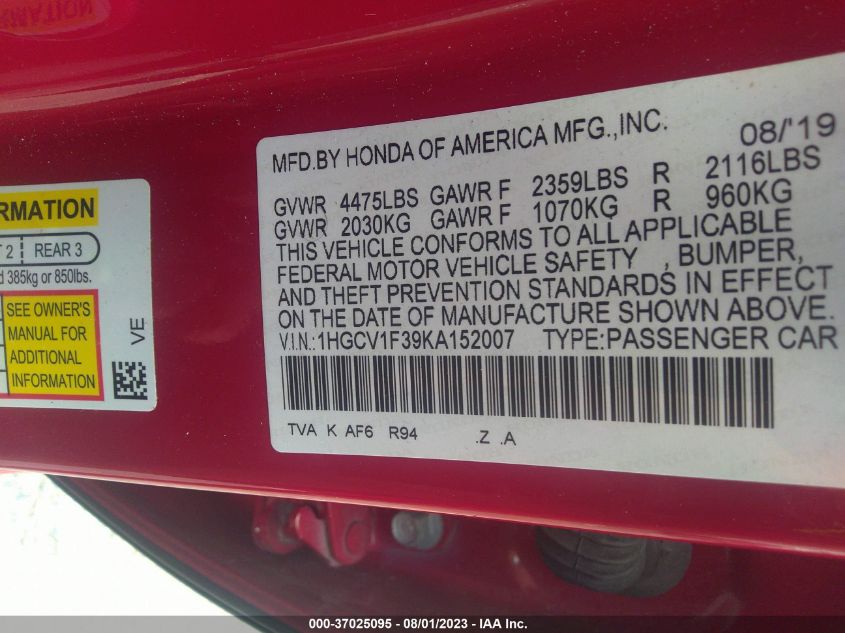 RMATION
MFD.BY HONDA OF AMERICA MFG.,INC. 08/'19
GVWR 4475LBS GAWR F 2359LBS R 2116LBS
GVWR 2030KG GAWR F 1070KG R 960KG
THIS VEHICLE CONFORMS TO ALL APPLICABLE
FEDERAL MOTOR VEHICLE SAFETY , BUMPER,
AND THEFT PREVENTION STANDARDS IN EFFECT
ON THE DATE OF MANUFACTURE SHOWN ABOVE.
V.I.N.:1HGCV1F39KA152007 TYPE:PASSENGER CAR
TVA K AF6 R94 .Z .A
T 2 REAR 3
d 385kg or 850lbs.
SEE OWNER'S
MANUAL FOR
ADDITIONAL
INFORMATION
VE
000-37025095 - 08/01/2023 - IAA Inc.